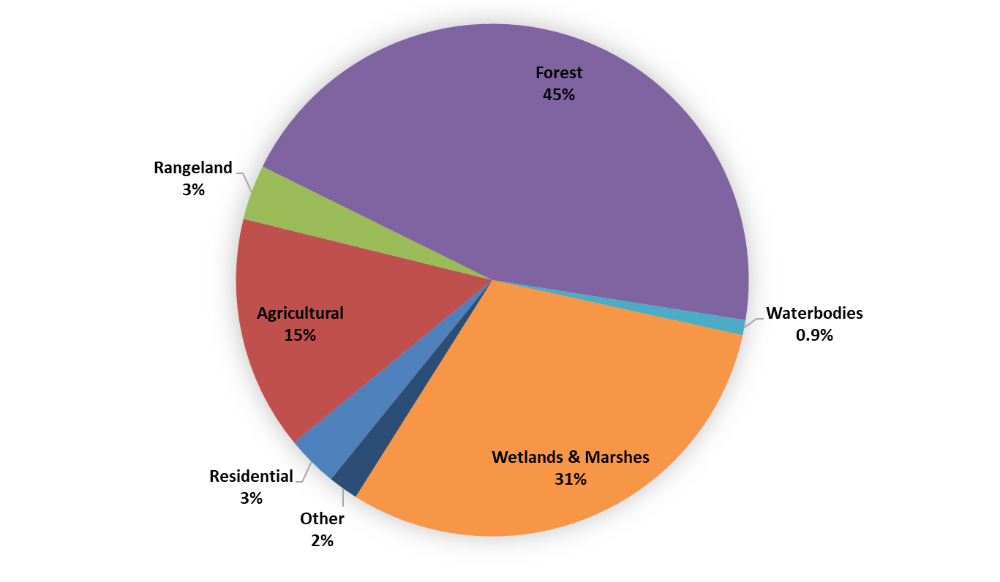 Forest
45%
Rangeland
3%
Agricultural
15%
Waterbodies
0.9%
Wetlands & Marshes
31%
Residential
3%
Other
2%